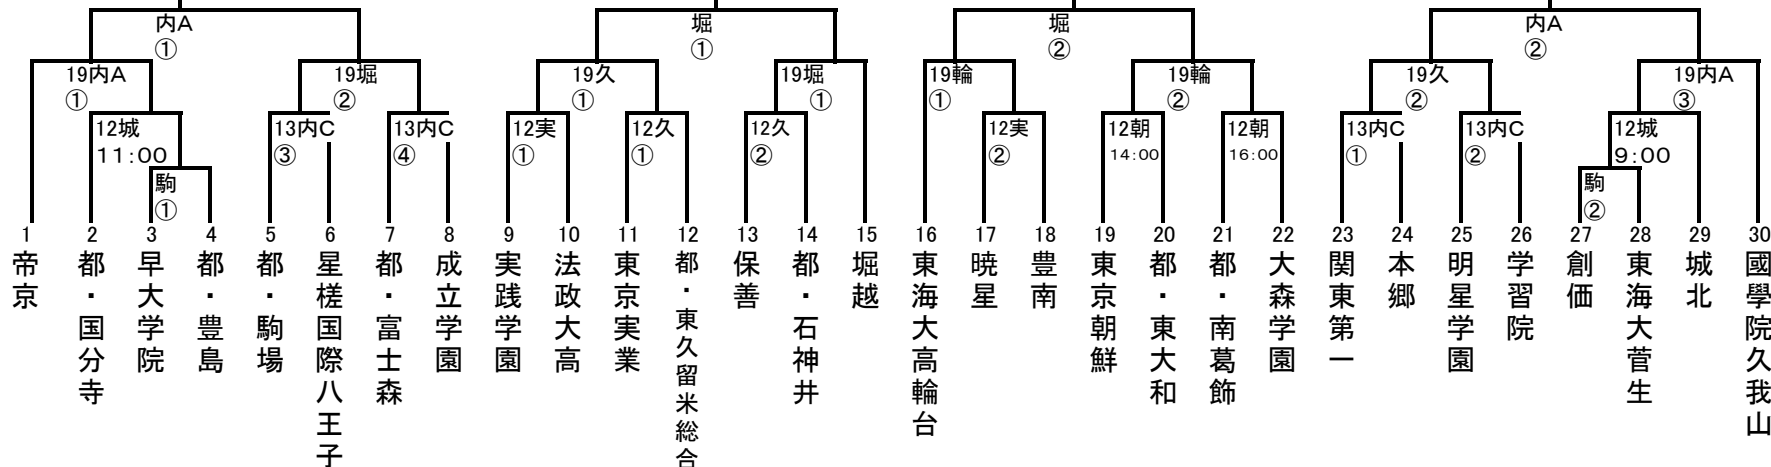 内A
①
堀
①
堀
②
内A
②
19内A
①
19堀
②
19久
①
19堀
①
19輪
①
19輪
②
19久
②
19内A
③
12城
11:00
13内C
③
13内C
④
12実
①
12久
①
12久
②
12実
②
12朝
14:00
12朝
16:00
13内C
①
13内C
②
12城
9:00
駒
①
駒
②
1
帝京
2
都・国分寺
3
早大学院
4
都・豊島
5
都・駒場
6
星槎国際八王子
7
都・富士森
8
成立学園
9
実践学園
10
法政大高
11
東京実業
12
都・東久留米総合
13
保善
14
都・石神井
15
堀越
16
東海大高輪台
17
暁星
18
豊南
19
東京朝鮮
20
都・東大和
21
都・南葛飾
22
大森学園
23
関東第一
24
本郷
25
明星学園
26
学習院
27
創価
28
東海大菅生
29
城北
30
國學院久我山